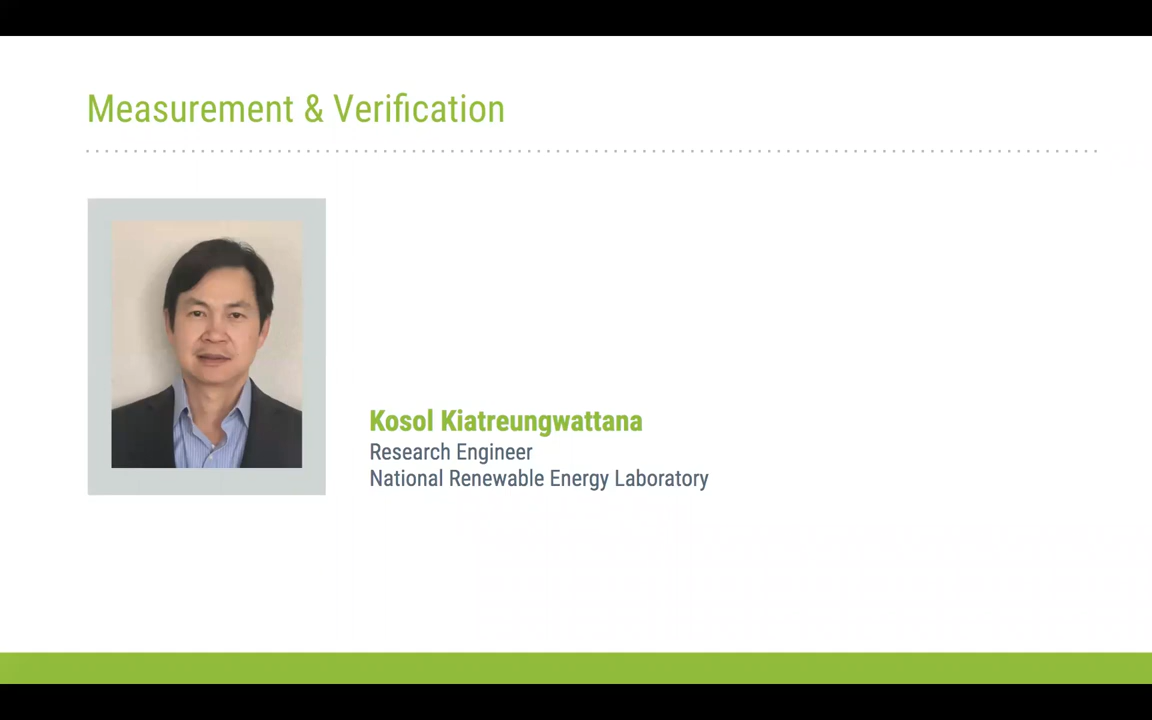 Measurement & Verification
Kosol Kiatreungwattana
Research Engineer
National Renewable Energy Laboratory